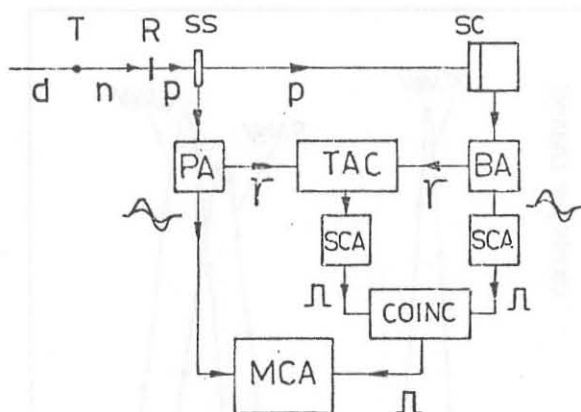 T R SS SC
d n p p
PA TAC BA
T T
SCA SCA
COINC
MCA